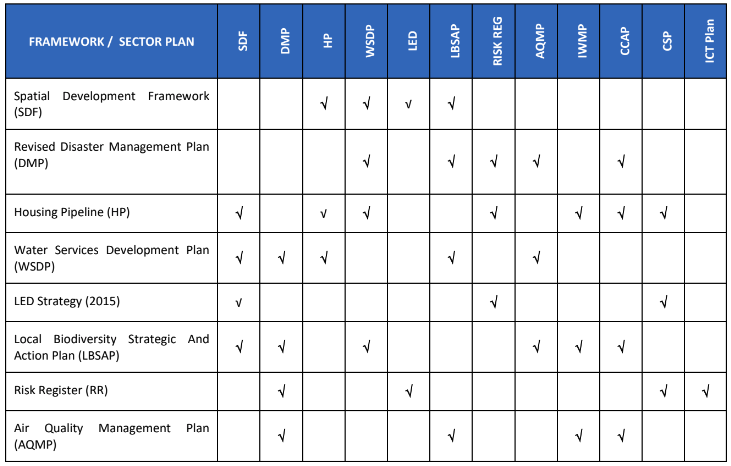 FRAMEWORK / SECTOR PLAN SDF DMP HP WSDP LED LBSAP RISK REG AQMP IWMP CCAP CSP ICT Plan
Spatial Development Framework
(SDF) √ √ √ √
Revised Disaster Management Plan
(DMP) √ √ √ √ √
Housing Pipeline (HP) √ √ √ √ √ √ √
Water Services Development Plan
(WSDP) √ √ √ √ √
LED Strategy (2015) √ √ √
Local Biodiversity Strategic And
Action Plan (LBSAP) √ √ √ √ √ √
Risk Register (RR) √ √ √ √
Air Quality Management Plan
(AQMP) √ √ √ √